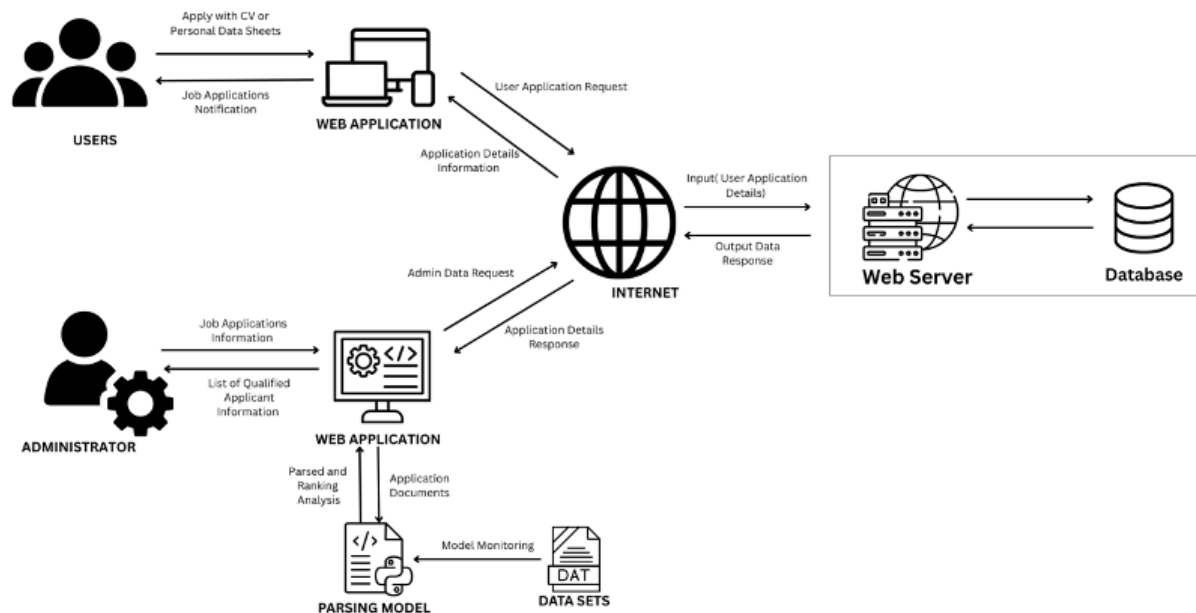 Apply with CV or
Personal Data Sheets
Job Applications
Notification
USERS
WEB APPLICATION
User Application Request
Application Details
Information
Input( User Application
Details)
Output Data
Response
INTERNET
Web Server
Database
Admin Data Request
Application Details
Response
Job Applications
Information
List of Qualified
Applicant
Information
ADMINISTRATOR
WEB APPLICATION
Parsed and
Ranking
Analysis
Application
Documents
Model Monitoring
DAT
PARSING MODEL
DATA SETS